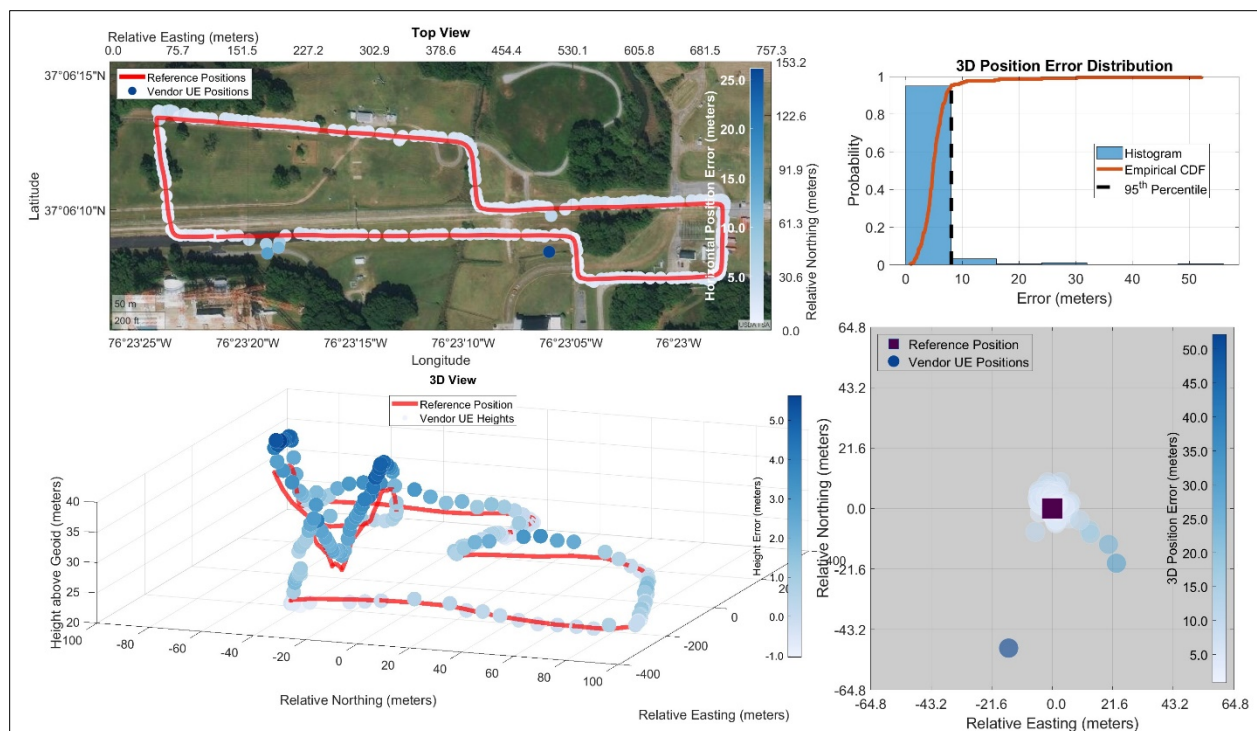 Relative Easting (meters)
Top View
0.0 75.7 151.5 227.2 302.9 378.6 454.4 530.1 605.8 681.5 757.3
37°06'15"N
37°06'10"N
Latitude
Reference Positions
Vendor UE Positions
25.0
20.0
15.0
10.0
5.0
Horizontal Position Error (meters)
153.2
122.6
91.9
61.3
30.6
0.0
Relative Northing (meters)
50 m
200 ft
76°23'25"W 76°23'20"W 76°23'15"W 76°23'10"W 76°23'05"W 76°23'W
Longitude
3D Position Error Distribution
1
0.8
0.6
0.4
0.2
0
Probability
Histogram
Empirical CDF
95th Percentile
0 10 20 30 40 50
Error (meters)
3D View
Reference Position
Vendor UE Heights
40
35
30
25
20
Height above Geoid (meters)
100 -80 -60 -40 -20 0 20 40 60 80 100
Relative Northing (meters)
-400
-200
0
Relative Easting (meters)
5.0
4.0
3.0
2.0
1.0
0.0
-1.0
Height Error (meters)
64.8
43.2
21.6
0.0
-21.6
-43.2
-64.8
Relative Northing (meters)
Reference Position
Vendor UE Positions
50.0
45.0
40.0
35.0
30.0
25.0
20.0
15.0
10.0
5.0
3D Position Error (meters)
-64.8 -43.2 -21.6 0.0 21.6 43.2 64.8
Relative Easting (meters)